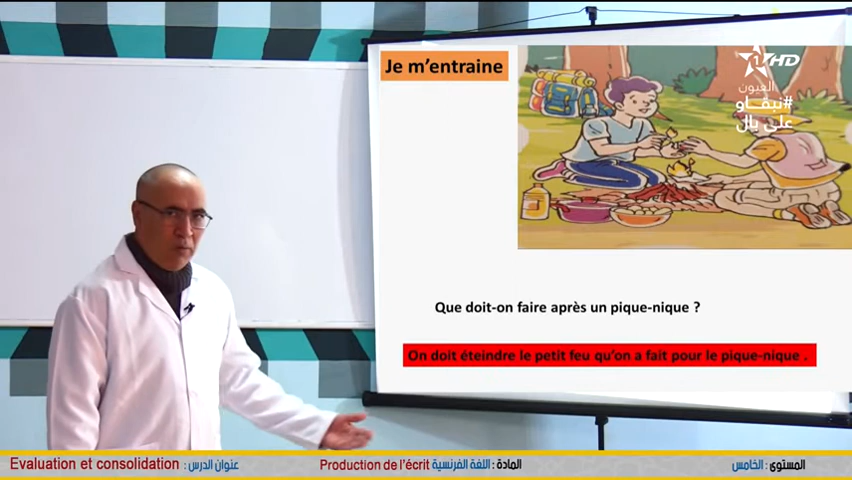 Je m'entraine
1 HD
العيون
#نبقاو
على بال
Que doit-on faire après un pique-nique ?
On doit éteindre le petit feu qu'on a fait pour le pique-nique .
Evaluation et consolidation عنوان الدرس :
Production de l'écrit المادة : اللغة الفرنسية
المستوى : الخامس